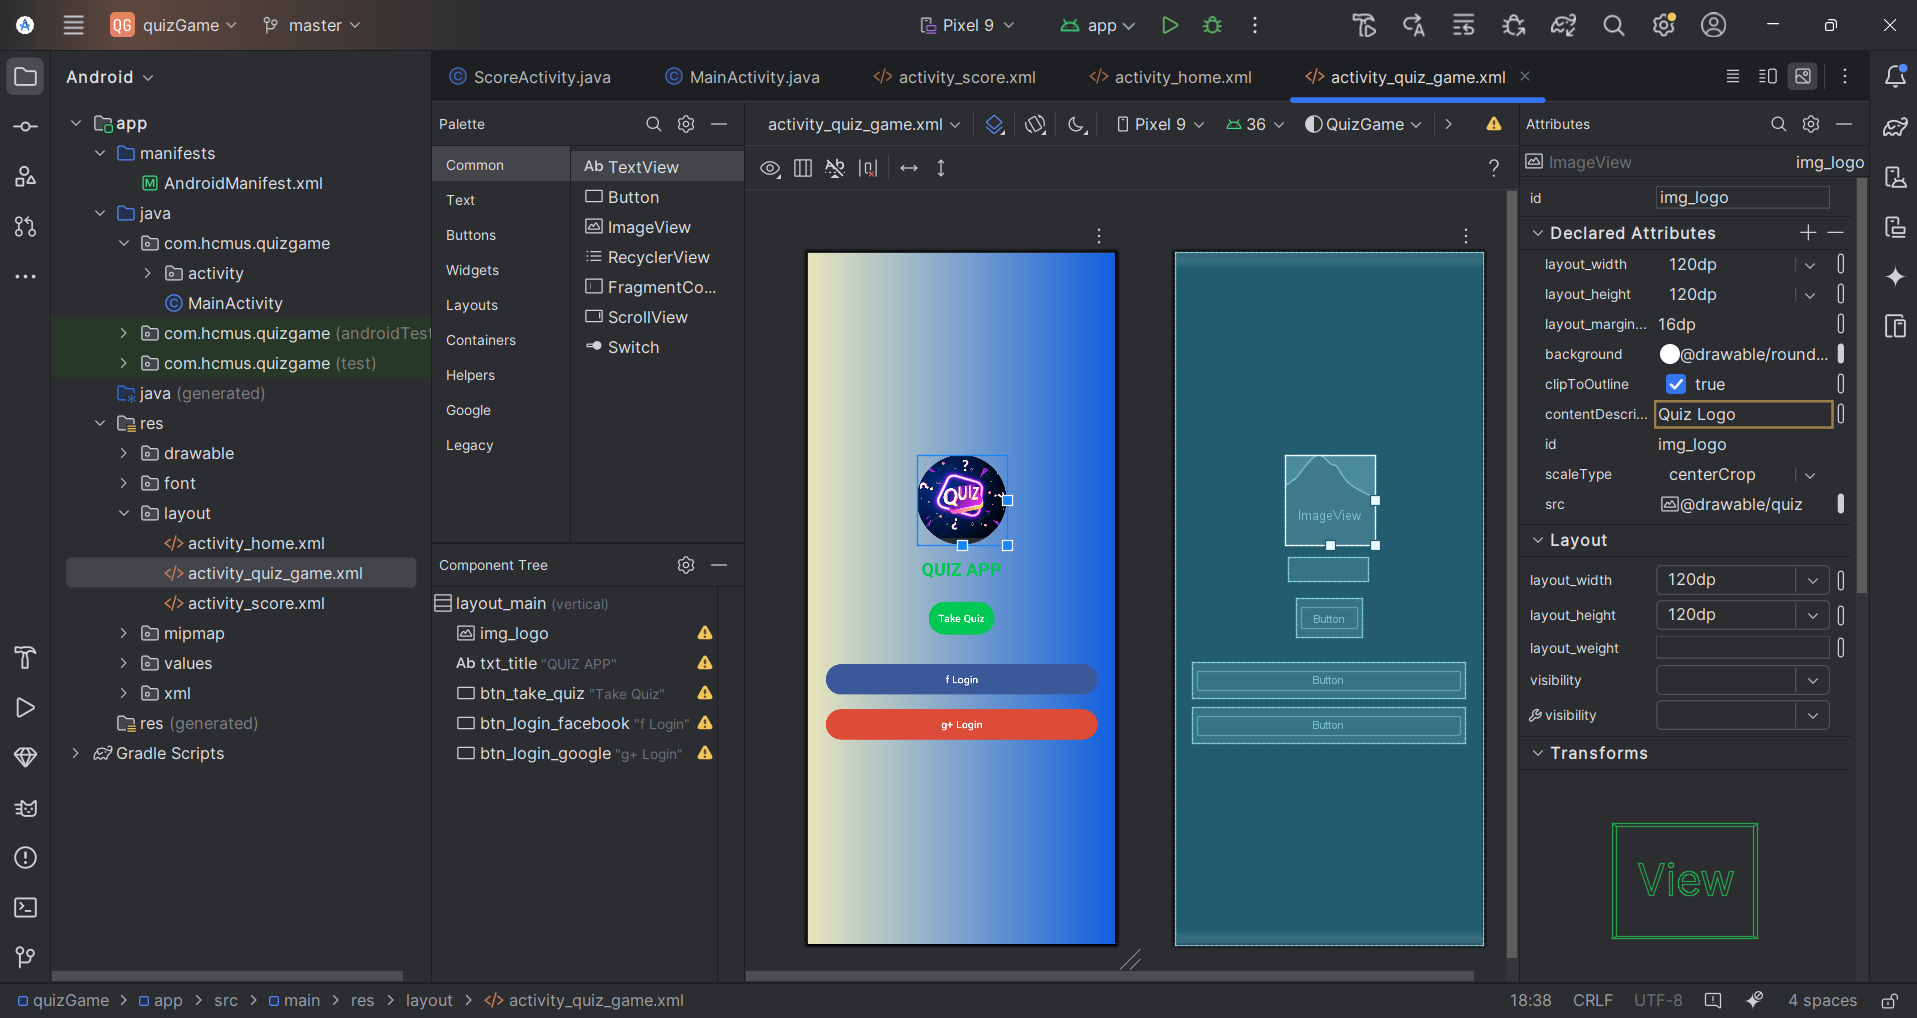 QG quizGame
master
Pixel 9
app
Android
ScoreActivity.java
MainActivity.java
activity_score.xml
activity_home.xml
activity_quiz_game.xml
app
manifests
AndroidManifest.xml
java
com.hcmus.quizgame
activity
MainActivity
com.hcmus.quizgame (androidTest
com.hcmus.quizgame (test)
java (generated)
res
drawable
font
layout
activity_home.xml
activity_quiz_game.xml
activity_score.xml
mipmap
values
xml
res (generated)
Gradle Scripts
Palette
Common
Text
Buttons
Widgets
Layouts
Containers
Helpers
Google
Legacy
Ab TextView
Button
ImageView
RecyclerView
FragmentCo...
ScrollView
Switch
Component Tree
layout_main (vertical)
img_logo
Ab txt_title "QUIZ APP"
btn_take_quiz "Take Quiz"
btn_login_facebook "f Login"
btn_login_google "g+ Login"
activity_quiz_game.xml
Pixel 9
36
QuizGame
?
QUIZ
QUIZ APP
Take Quiz
f Login
g+ Login
ImageView
Button
Button
Button
Attributes
ImageView img_logo
id img_logo
Declared Attributes
layout_width 120dp
layout_height 120dp
layout_margin... 16dp
background @drawable/round...
clipToOutline true
contentDescri... Quiz Logo
id img_logo
scaleType centerCrop
src @drawable/quiz
Layout
layout_width 120dp
layout_height 120dp
layout_weight
visibility
visibility
Transforms
View
quizGame > app > src > main > res > layout > activity_quiz_game.xml
18:38 CRLF UTF-8 4 spaces